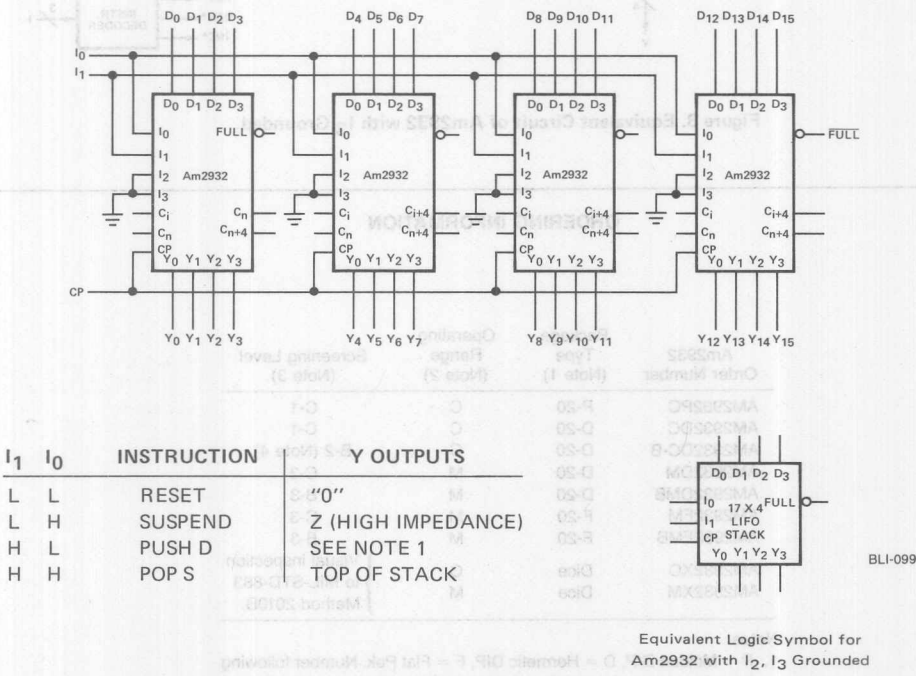 D0 D1 D2 D3 D4 D5 D6 D7 D8 D9 D10 D11 D12 D13 D14 D15
I0
I1
D0 D1 D2 D3 D0 D1 D2 D3 D0 D1 D2 D3 D0 D1 D2 D3
I0 FULL I0 I0 I0 FULL
I1 I1 I1 I1
I2 Am2932 I2 Am2932 I2 Am2932 I2 Am2932
I3 I3 I3 I3
Ci Cn Ci Ci+4 Ci Ci+4 Ci Ci+4
Cn Cn+4 Cn Cn+4 Cn Cn+4 Cn Cn+4
CP CP CP CP
Y0 Y1 Y2 Y3 Y0 Y1 Y2 Y3 Y0 Y1 Y2 Y3 Y0 Y1 Y2 Y3
CP
Y0 Y1 Y2 Y3 Y4 Y5 Y6 Y7 Y8 Y9 Y10 Y11 Y12 Y13 Y14 Y15
I1 I0 INSTRUCTION Y OUTPUTS
L L RESET "0"
L H SUSPEND Z (HIGH IMPEDANCE)
H L PUSH D SEE NOTE 1
H H POP S TOP OF STACK
D0 D1 D2 D3
I0 17 X 4 FULL
I1 LIFO
CP STACK
Y0 Y1 Y2 Y3
BLI-099
Equivalent Logic Symbol for
Am2932 with I2, I3 Grounded